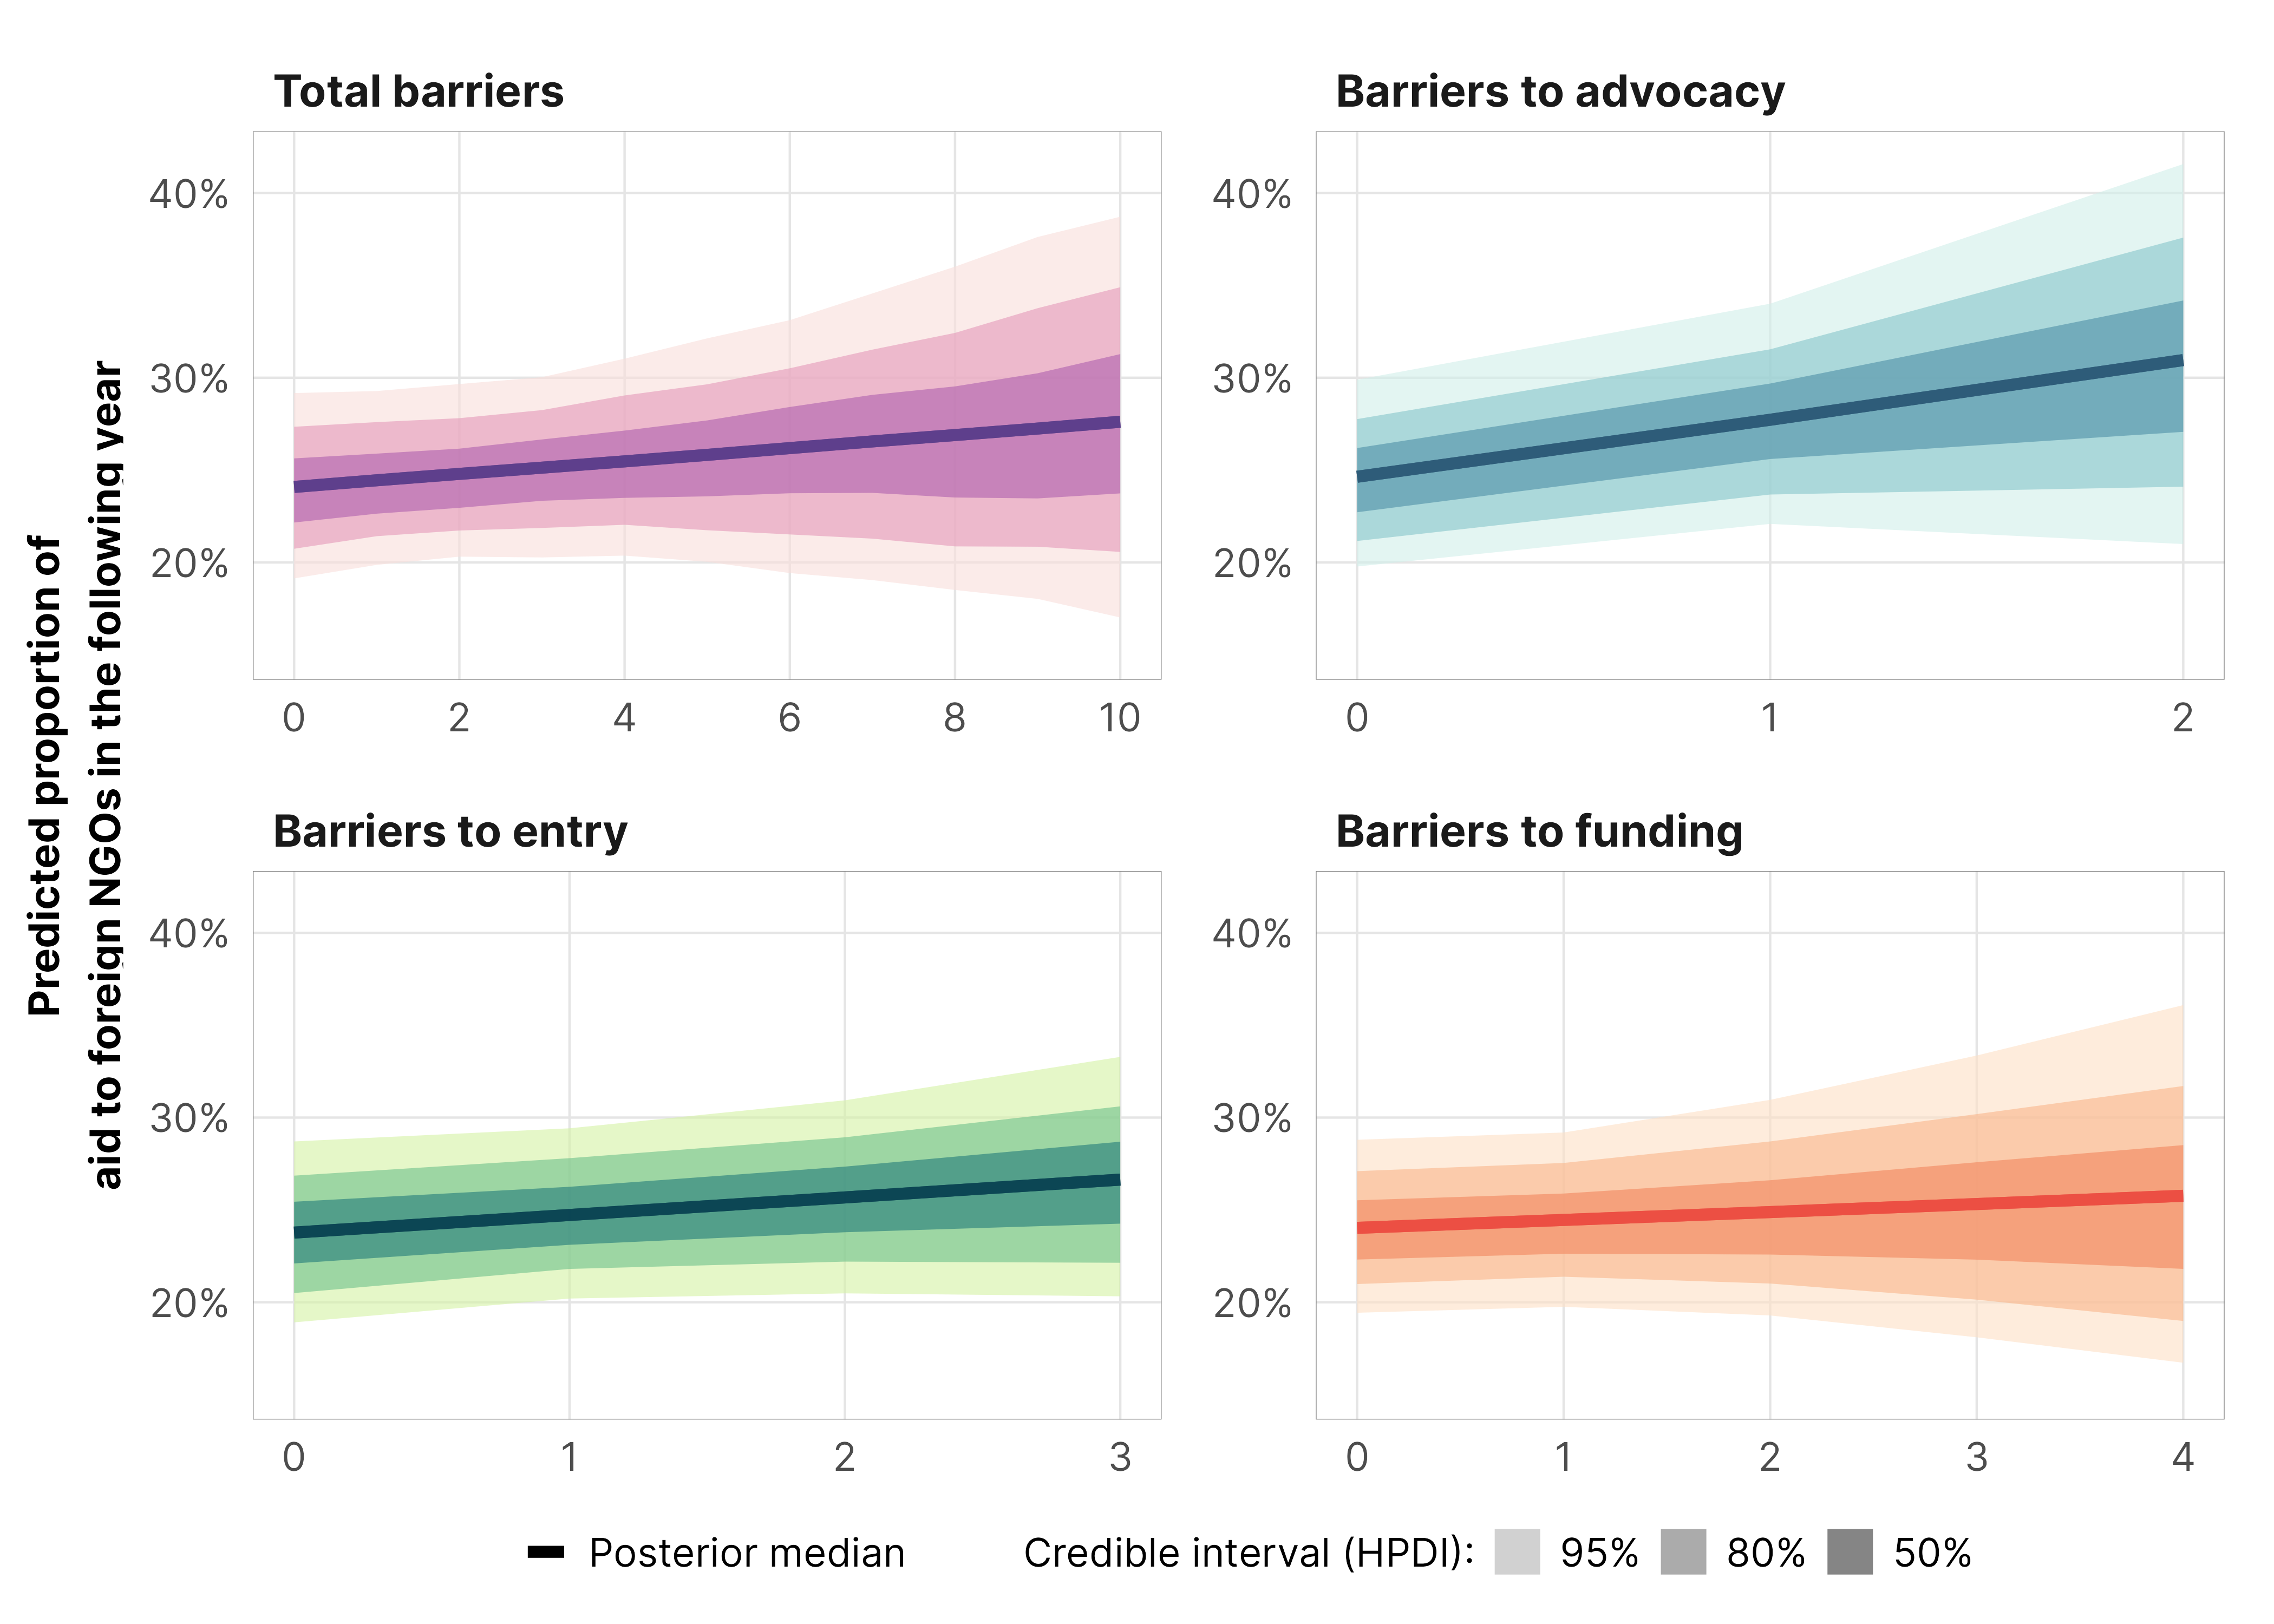 Predicted proportion of
aid to foreign NGOs in the following year
Total barriers
40%
30%
20%
0 2 4 6 8 10
Barriers to advocacy
40%
30%
20%
0 1 2
Barriers to entry
40%
30%
20%
0 1 2 3
Barriers to funding
40%
30%
20%
0 1 2 3 4
Posterior median Credible interval (HPDI): 95% 80% 50%